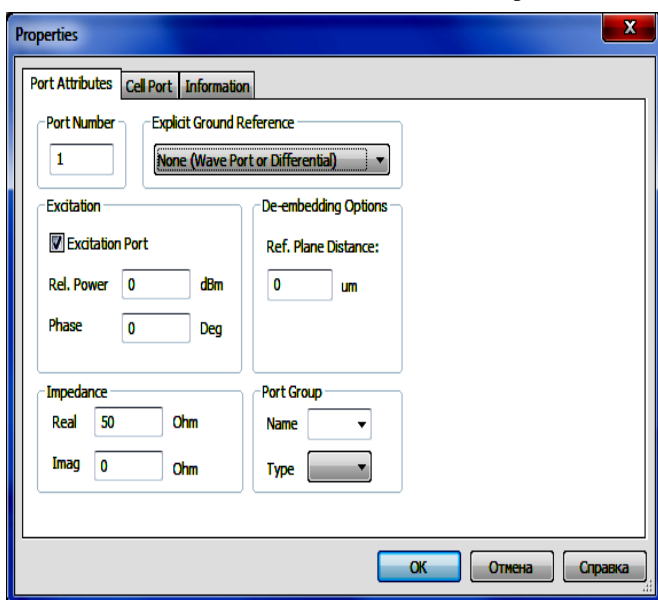 Properties
X
Port Attributes Cell Port Information
Port Number Explicit Ground Reference
1 None (Wave Port or Differential)
Excitation De-embedding Options
Excitation Port Ref. Plane Distance:
Rel. Power 0 dBm 0 um
Phase 0 Deg
Impedance Port Group
Real 50 Ohm Name
Imag 0 Ohm Type
OK Отмена Справка